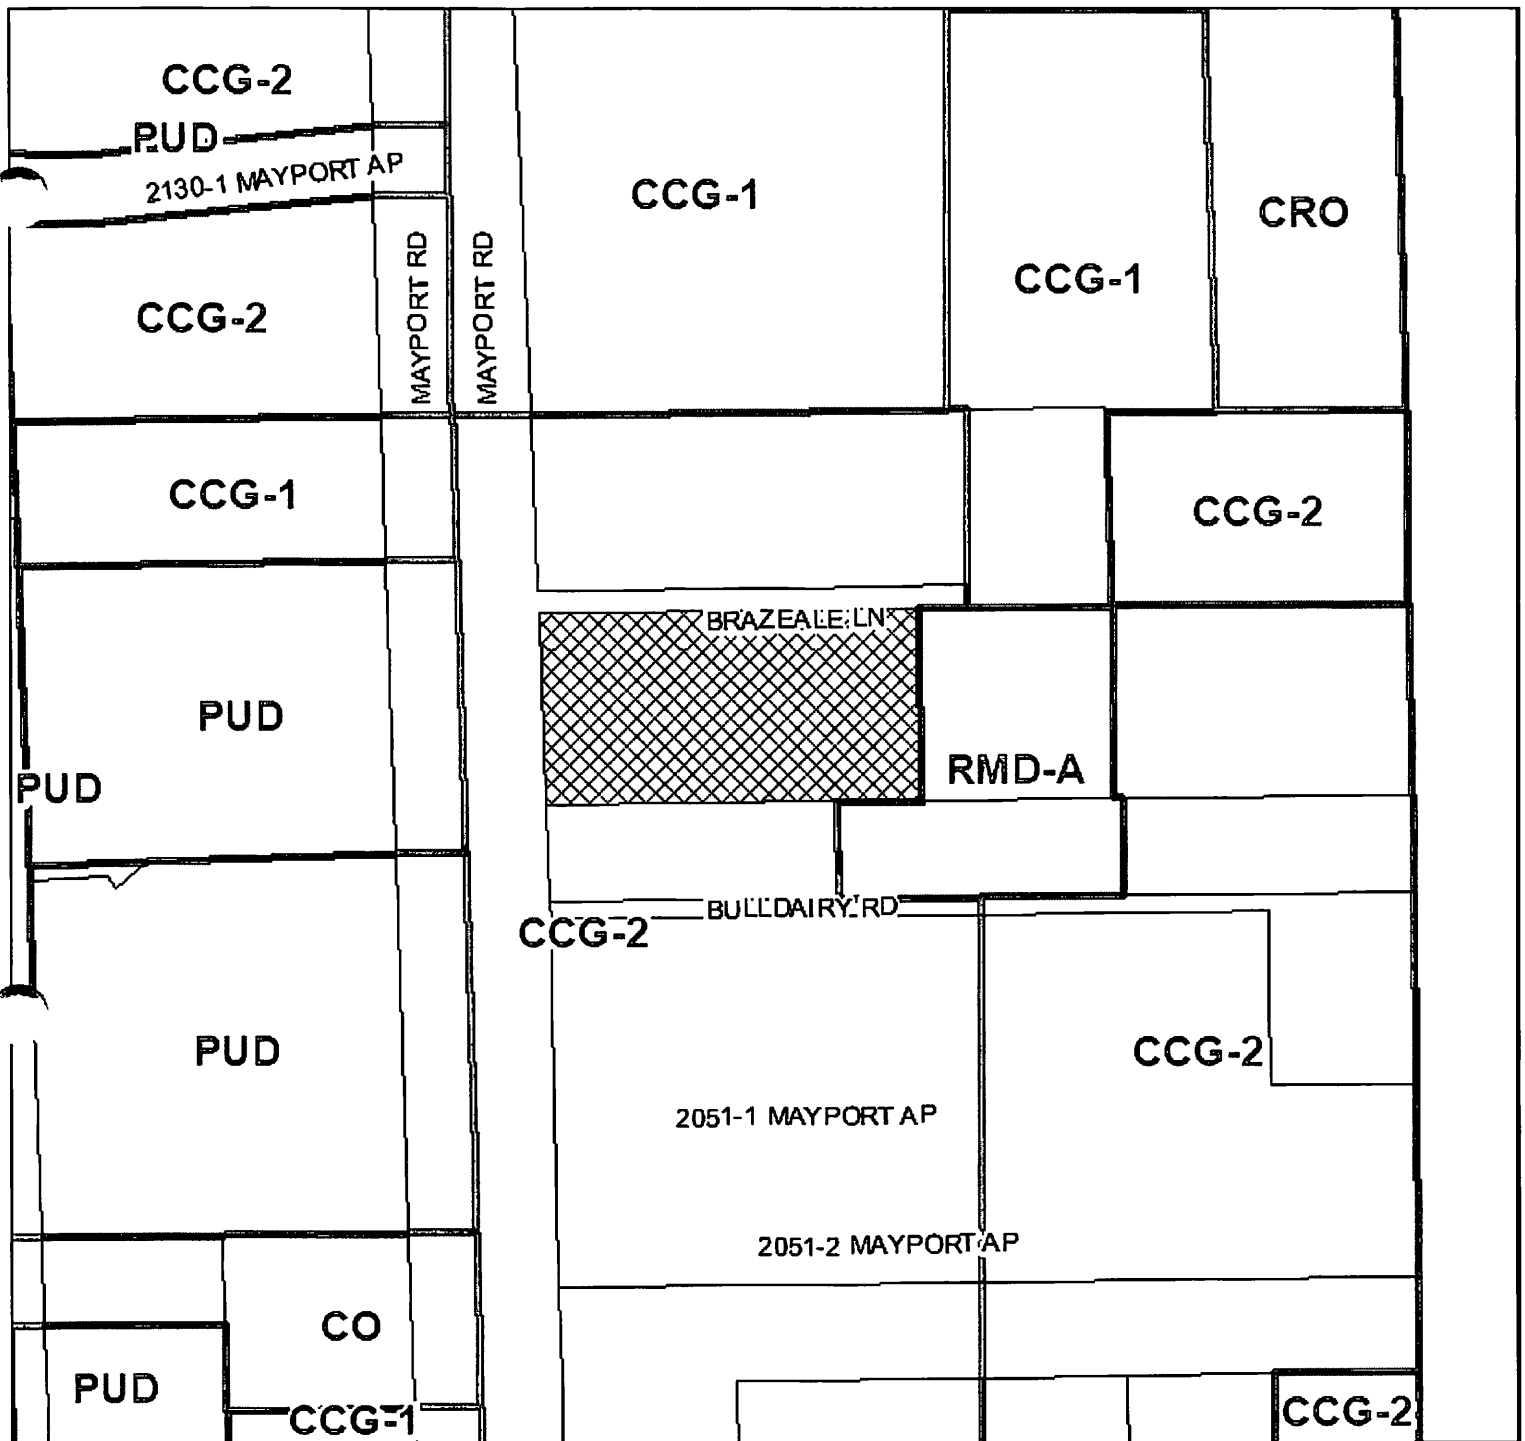 CCG-2
PUD
2130-1 MAYPORT AP
CCG-1
CRO
CCG-1
CCG-2
MAYPORT RD
MAYPORT RD
CCG-1
CCG-2
BRAZEALE LN
PUD
RMD-A
PUD
BULLDAIRY RD
CCG-2
PUD
CCG-2
2051-1 MAYPORT AP
2051-2 MAYPORT AP
CO
PUD
CCG-1
CCG-2